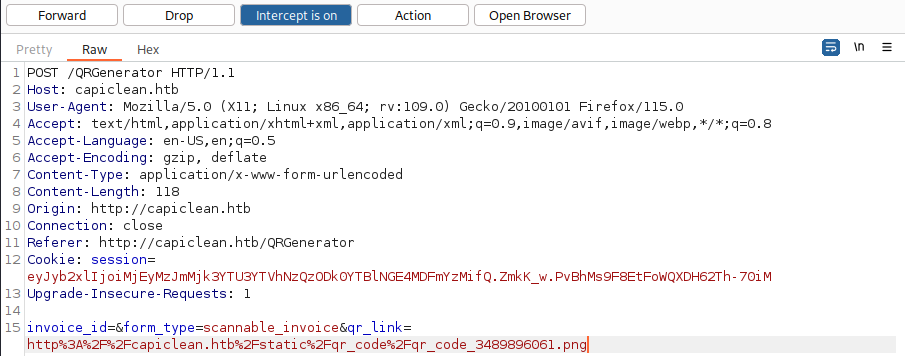 Forward Drop Intercept is on Action Open Browser
Pretty Raw Hex \n
1 POST /QRGenerator HTTP/1.1
2 Host: capiclean.htb
3 User-Agent: Mozilla/5.0 (X11; Linux x86_64; rv:109.0) Gecko/20100101 Firefox/115.0
4 Accept: text/html,application/xhtml+xml,application/xml;q=0.9,image/avif,image/webp,*/*;q=0.8
5 Accept-Language: en-US,en;q=0.5
6 Accept-Encoding: gzip, deflate
7 Content-Type: application/x-www-form-urlencoded
8 Content-Length: 118
9 Origin: http://capiclean.htb
10 Connection: close
11 Referer: http://capiclean.htb/QRGenerator
12 Cookie: session=
eyJyb2xlIjoiMjEyMzJmMjk3YTU3YTVhNzQzODk0YTBlNGE4MDFmYzMifQ.ZmkK_w.PvBhMs9F8EtFoWQXDH62Th-7OiM
13 Upgrade-Insecure-Requests: 1
14
15 invoice_id=&form_type=scannable_invoice&qr_link=
http%3A%2F%2Fcapiclean.htb%2Fstatic%2Fqr_code%2Fqr_code_3489896061.png